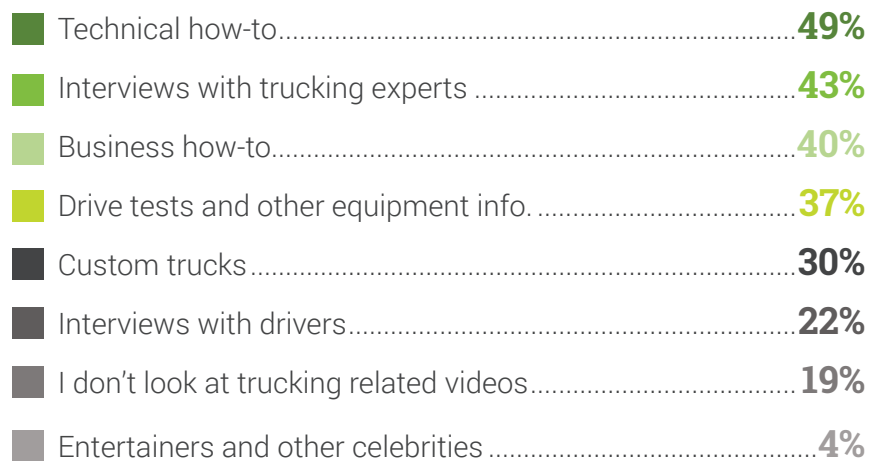 Technical how-to..........................................................................49%
Interviews with trucking experts ..............................................43%
Business how-to...........................................................................40%
Drive tests and other equipment info. .....................................37%
Custom trucks..............................................................................30%
Interviews with drivers................................................................22%
I don’t look at trucking related videos......................................19%
Entertainers and other celebrities ...............................................4%